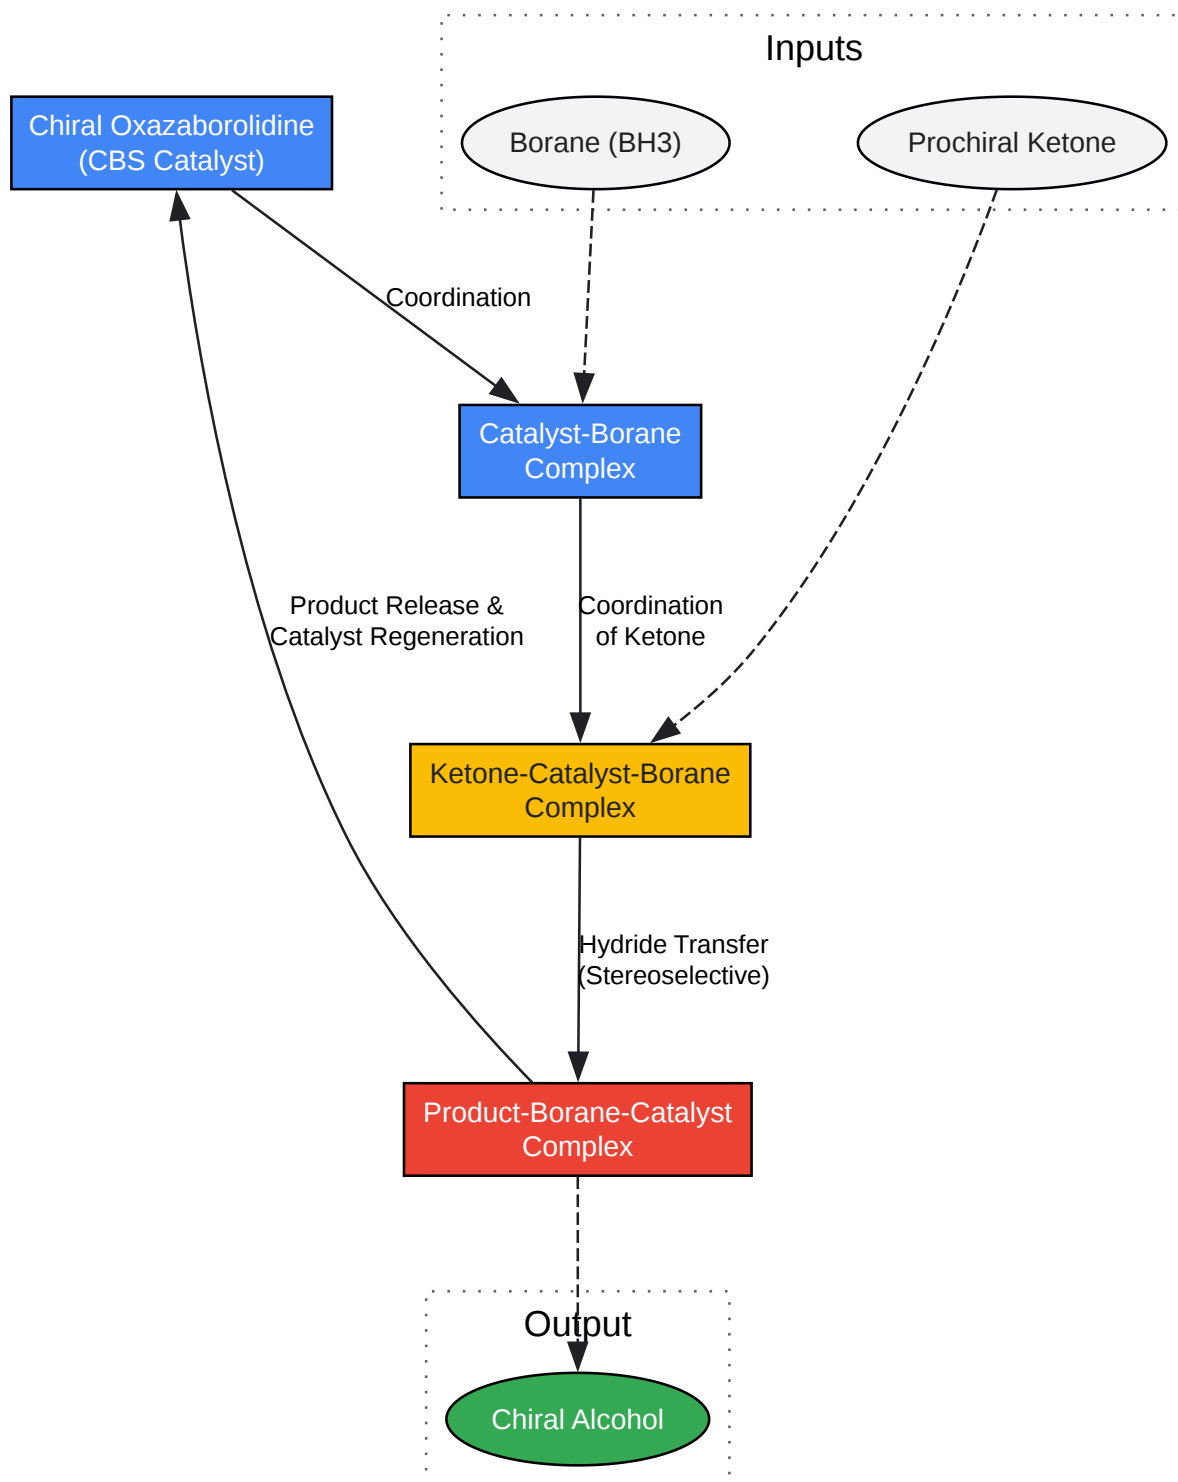 Inputs
Chiral Oxazaborolidine
(CBS Catalyst)
Borane (BH3)
Prochiral Ketone
Coordination
Catalyst-Borane
Complex
Product Release &
Catalyst Regeneration
Coordination
of Ketone
Ketone-Catalyst-Borane
Complex
Hydride Transfer
(Stereoselective)
Product-Borane-Catalyst
Complex
Output
Chiral Alcohol